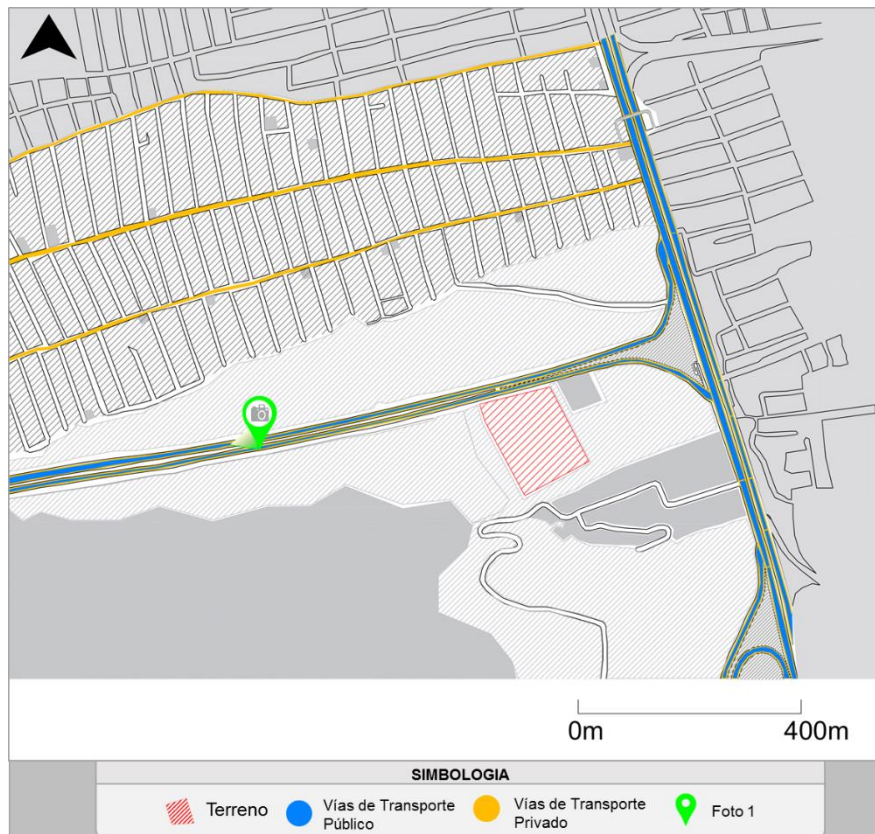 0m
400m
SIMBOLOGIA
Terreno
Vías de Transporte
Público
Vías de Transporte
Privado
Foto 1